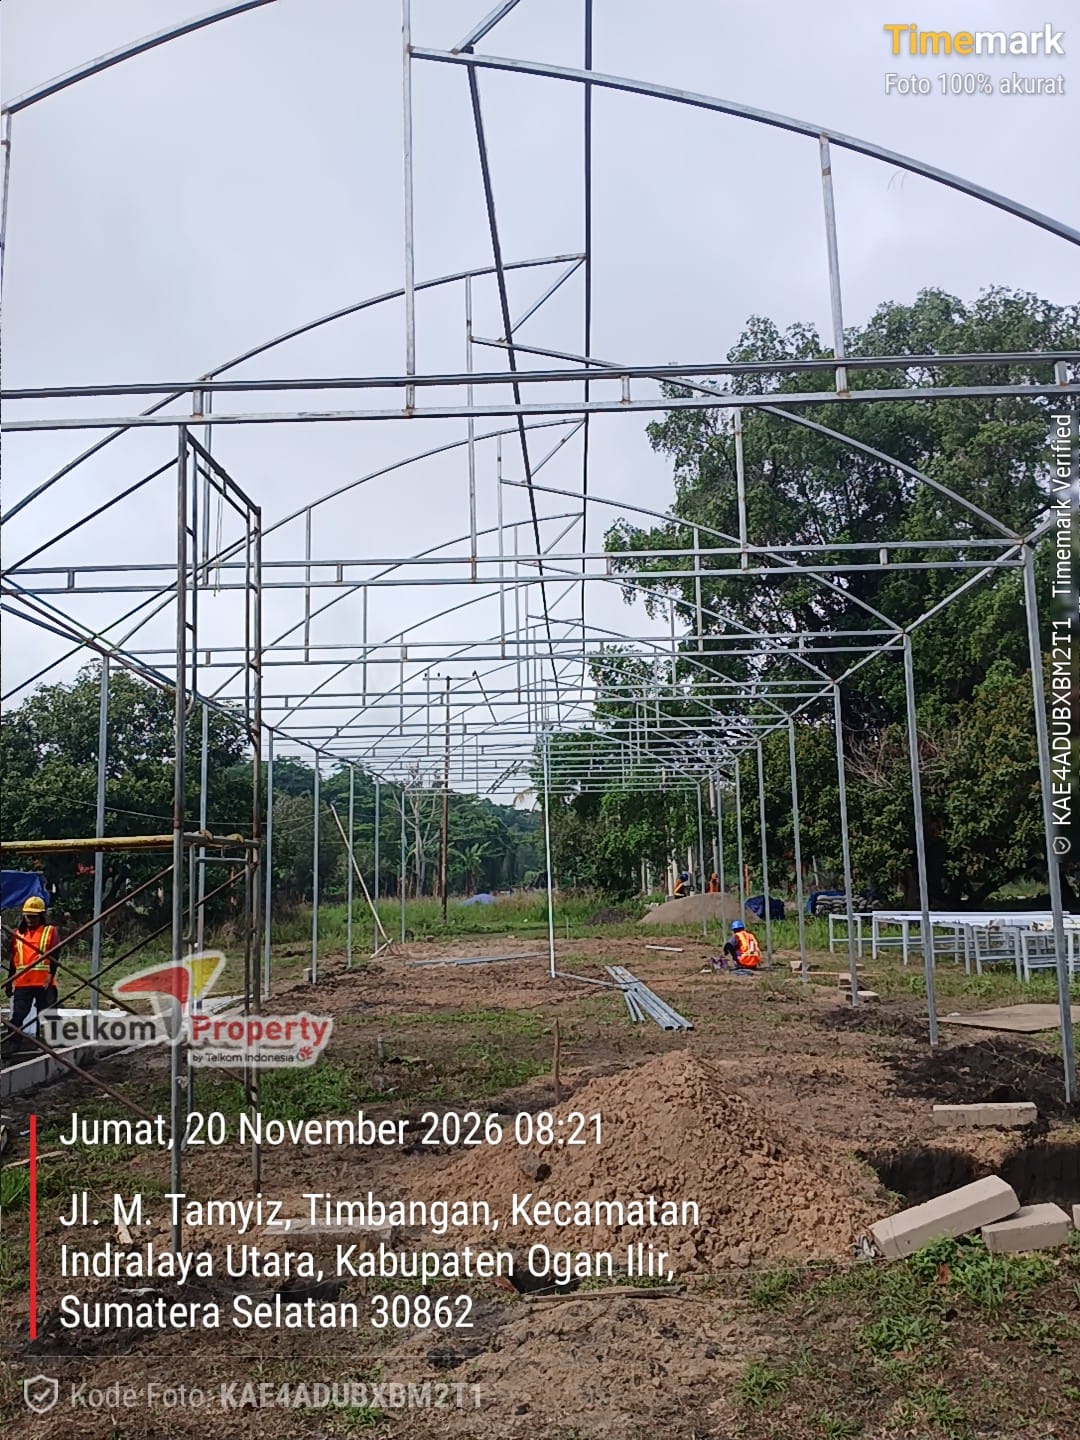 Timemark
Foto 100% akurat
KAE4ADUBXBM2T1 Timemark Verified
Telkom Property
by Telkom Indonesia
Jumat, 20 November 2026 08:21
Jl. M. Tamyiz, Timbangan, Kecamatan
Indralaya Utara, Kabupaten Ogan Ilir,
Sumatera Selatan 30862
Kode Foto: KAE4ADUBXBM2T1